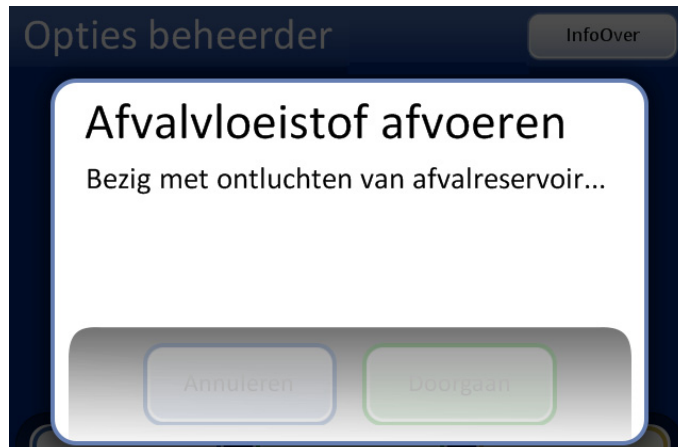 Opties beheerder
InfoOver
Afvalvloeistof afvoeren
Bezig met ontluchten van afvalreservoir...
Annuleren
Doorgaan